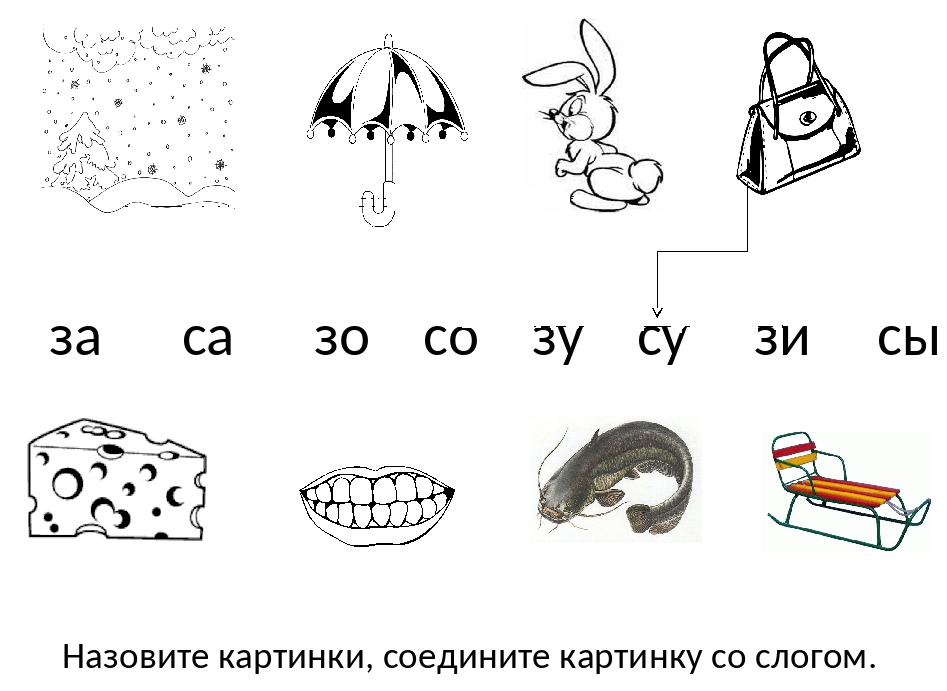 за са зо со зу су зи сы
Назовите картинки, соедините картинку со слогом.